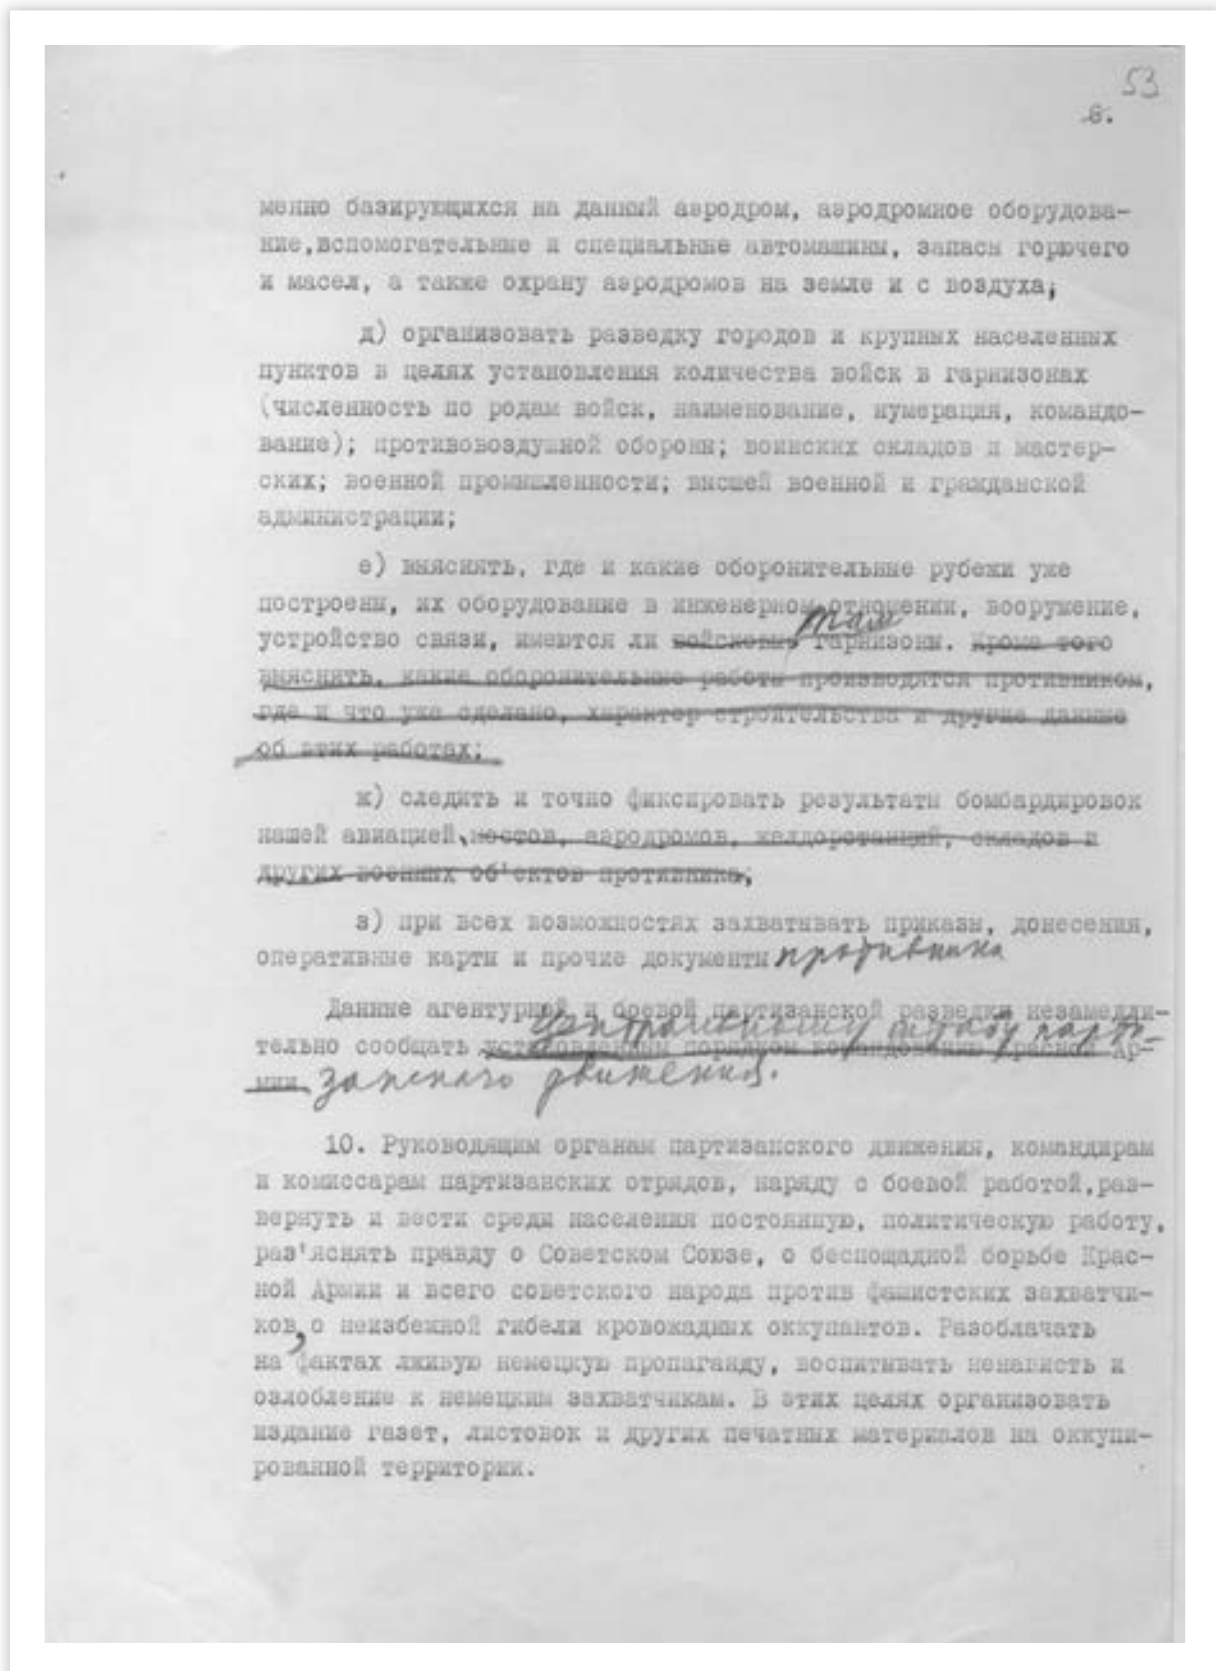 53
6.
менно базирующихся на данный аэродром, аэродромное оборудова-
ние,вспомогательные и специальные автомашины, запасы горючего
и масел, а также охрану аэродромов на земле и с воздуха;
д) организовать разведку городов и крупных населенных
пунктов в целях установления количества войск в гарнизонах
(численность по родам войск, наименование, нумерация, командо-
вание); противовоздушной обороны; воинских складов и мастер-
ских; военной промышленности; высшей военной и гражданской
администрации;
е) выяснять, где и какие оборонительные рубежи уже
построены, их оборудование в инженерном отношении, вооружение,
там
устройство связи, имеются ли войсковые гарнизоны. Кроме того
выяснять, какие оборонительные работы производятся противником,
где и что уже сделано, характер строительства и другие данные
об этих работах;
ж) следить и точно фиксировать результаты бомбардировок
нашей авиацией, мостов, аэродромов, желдорстанций, складов и
других военных об'ектов противника;
з) при всех возможностях захватывать приказы, донесения,
оперативные карты и прочие документы противника
Данные агентурной и боевой партизанской разведки незамедли-
Центральному штабу парти-
тельно сообщать установленным порядком командованию Красной Ар-
мии занского движения.
10. Руководящим органам партизанского движения, командирам
и комиссарам партизанских отрядов, наряду с боевой работой,раз-
вернуть и вести среди населения постоянную, политическую работу,
раз'яснять правду о Советском Союзе, о беспощадной борьбе Крас-
ной Армии и всего советского народа против фашистских захватчи-
ков, о неизбежной гибели кровожадных оккупантов. Разоблачать
на фактах лживую немецкую пропаганду, воспитывать ненависть и
озлобление к немецким захватчикам. В этих целях организовать
издание газет, листовок и других печатных материалов на оккупи-
рованной территории.